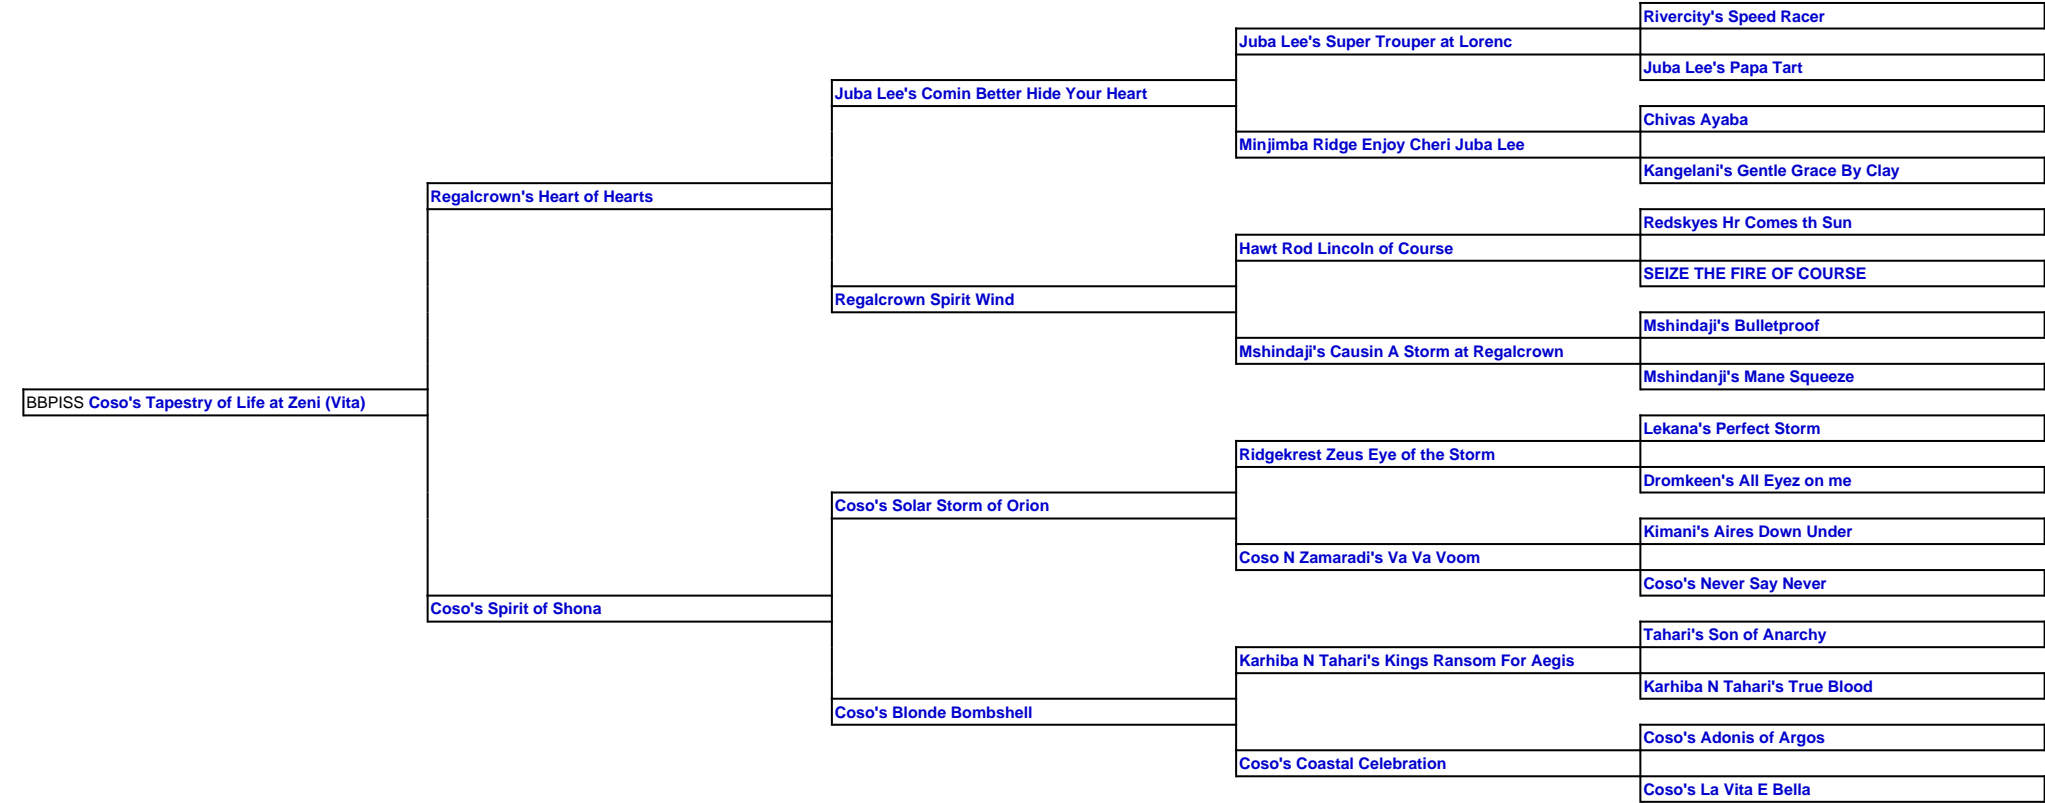 Rivercity's Speed Racer
Juba Lee's Super Trouper at Lorenc
Juba Lee's Papa Tart
Juba Lee's Comin Better Hide Your Heart
Chivas Ayaba
Minjimba Ridge Enjoy Cheri Juba Lee
Kangelani's Gentle Grace By Clay
Regalcrown's Heart of Hearts
Redskyes Hr Comes th Sun
Hawt Rod Lincoln of Course
SEIZE THE FIRE OF COURSE
Regalcrown Spirit Wind
Mshindaji's Bulletproof
Mshindaji's Causin A Storm at Regalcrown
Mshindanji's Mane Squeeze
BBPISS Coso's Tapestry of Life at Zeni (Vita)
Lekana's Perfect Storm
Ridgekrest Zeus Eye of the Storm
Dromkeen's All Eyez on me
Coso's Solar Storm of Orion
Kimani's Aires Down Under
Coso N Zamaradi's Va Va Voom
Coso's Never Say Never
Coso's Spirit of Shona
Tahari's Son of Anarchy
Karhiba N Tahari's Kings Ransom For Aegis
Karhiba N Tahari's True Blood
Coso's Blonde Bombshell
Coso's Adonis of Argos
Coso's Coastal Celebration
Coso's La Vita E Bella